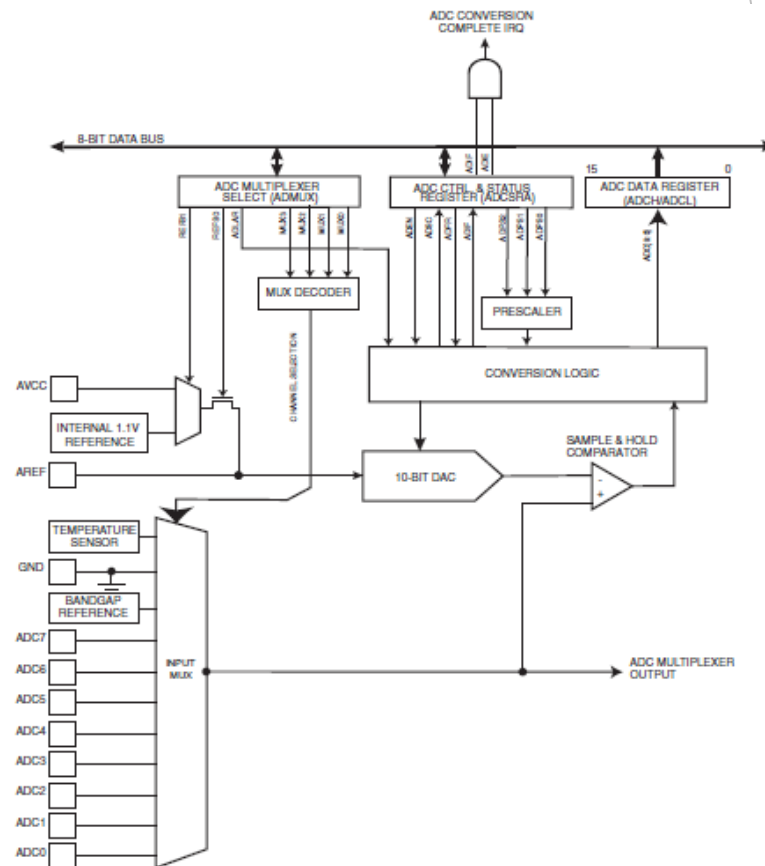 ADC CONVERSION
COMPLETE IRQ
8-BIT DATA BUS
ADIF
ADIE
15
0
ADC MULTIPLEXER
SELECT (ADMUX)
ADC CTRL. & STATUS
REGISTER (ADCSRA)
ADC DATA REGISTER
(ADCH/ADCL)
REFS1
REFS0
ADLAR
MUX3
MUX2
MUX1
MUX0
ADEN
ADSC
ADFR
ADIF
ADPS2
ADPS1
ADPS0
ADC[9:0]
MUX DECODER
PRESCALER
CHANNEL SELECTION
CONVERSION LOGIC
AVCC
INTERNAL 1.1V
REFERENCE
SAMPLE & HOLD
COMPARATOR
AREF
10-BIT DAC
-
+
TEMPERATURE
SENSOR
GND
BANDGAP
REFERENCE
ADC7
INPUT
MUX
ADC MULTIPLEXER
OUTPUT
ADC6
ADC5
ADC4
ADC3
ADC2
ADC1
ADC0